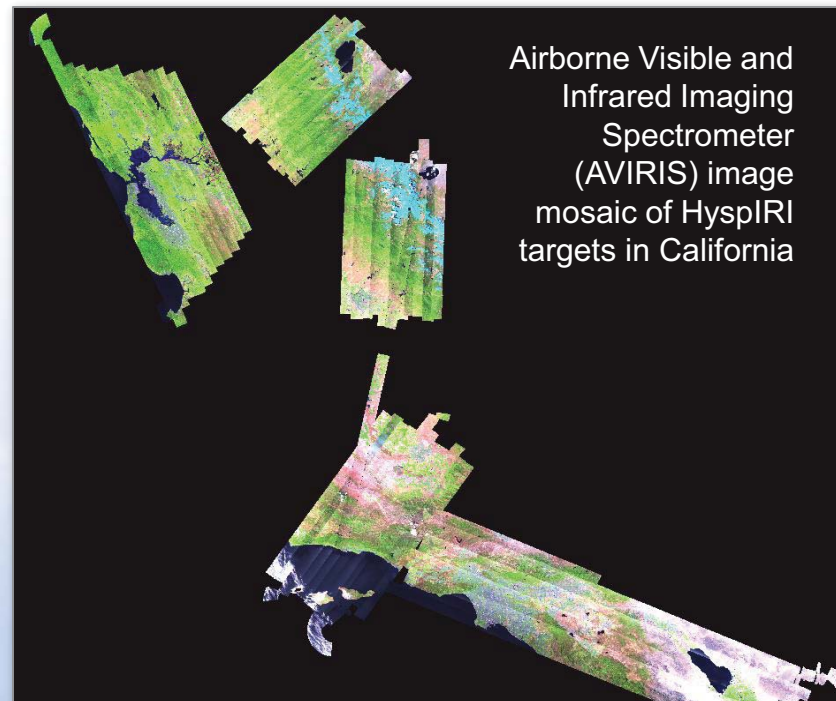 Airborne Visible and
Infrared Imaging
Spectrometer
(AVIRIS) image
mosaic of HyspIRI
targets in California